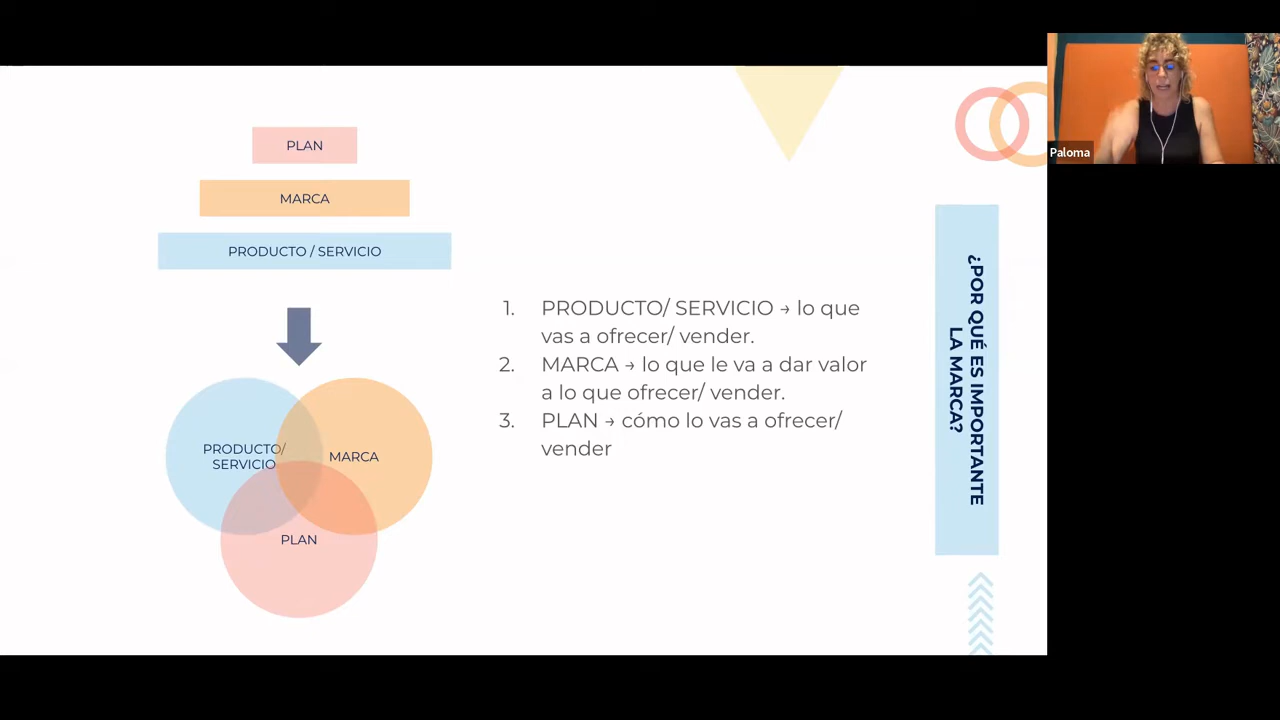 PLAN
MARCA
PRODUCTO / SERVICIO
PRODUCTO/
SERVICIO
MARCA
PLAN
1. PRODUCTO/ SERVICIO → lo que
vas a ofrecer/ vender.
2. MARCA → lo que le va a dar valor
a lo que ofrecer/ vender.
3. PLAN → cómo lo vas a ofrecer/
vender
¿POR QUÉ ES IMPORTANTE
LA MARCA?
Paloma